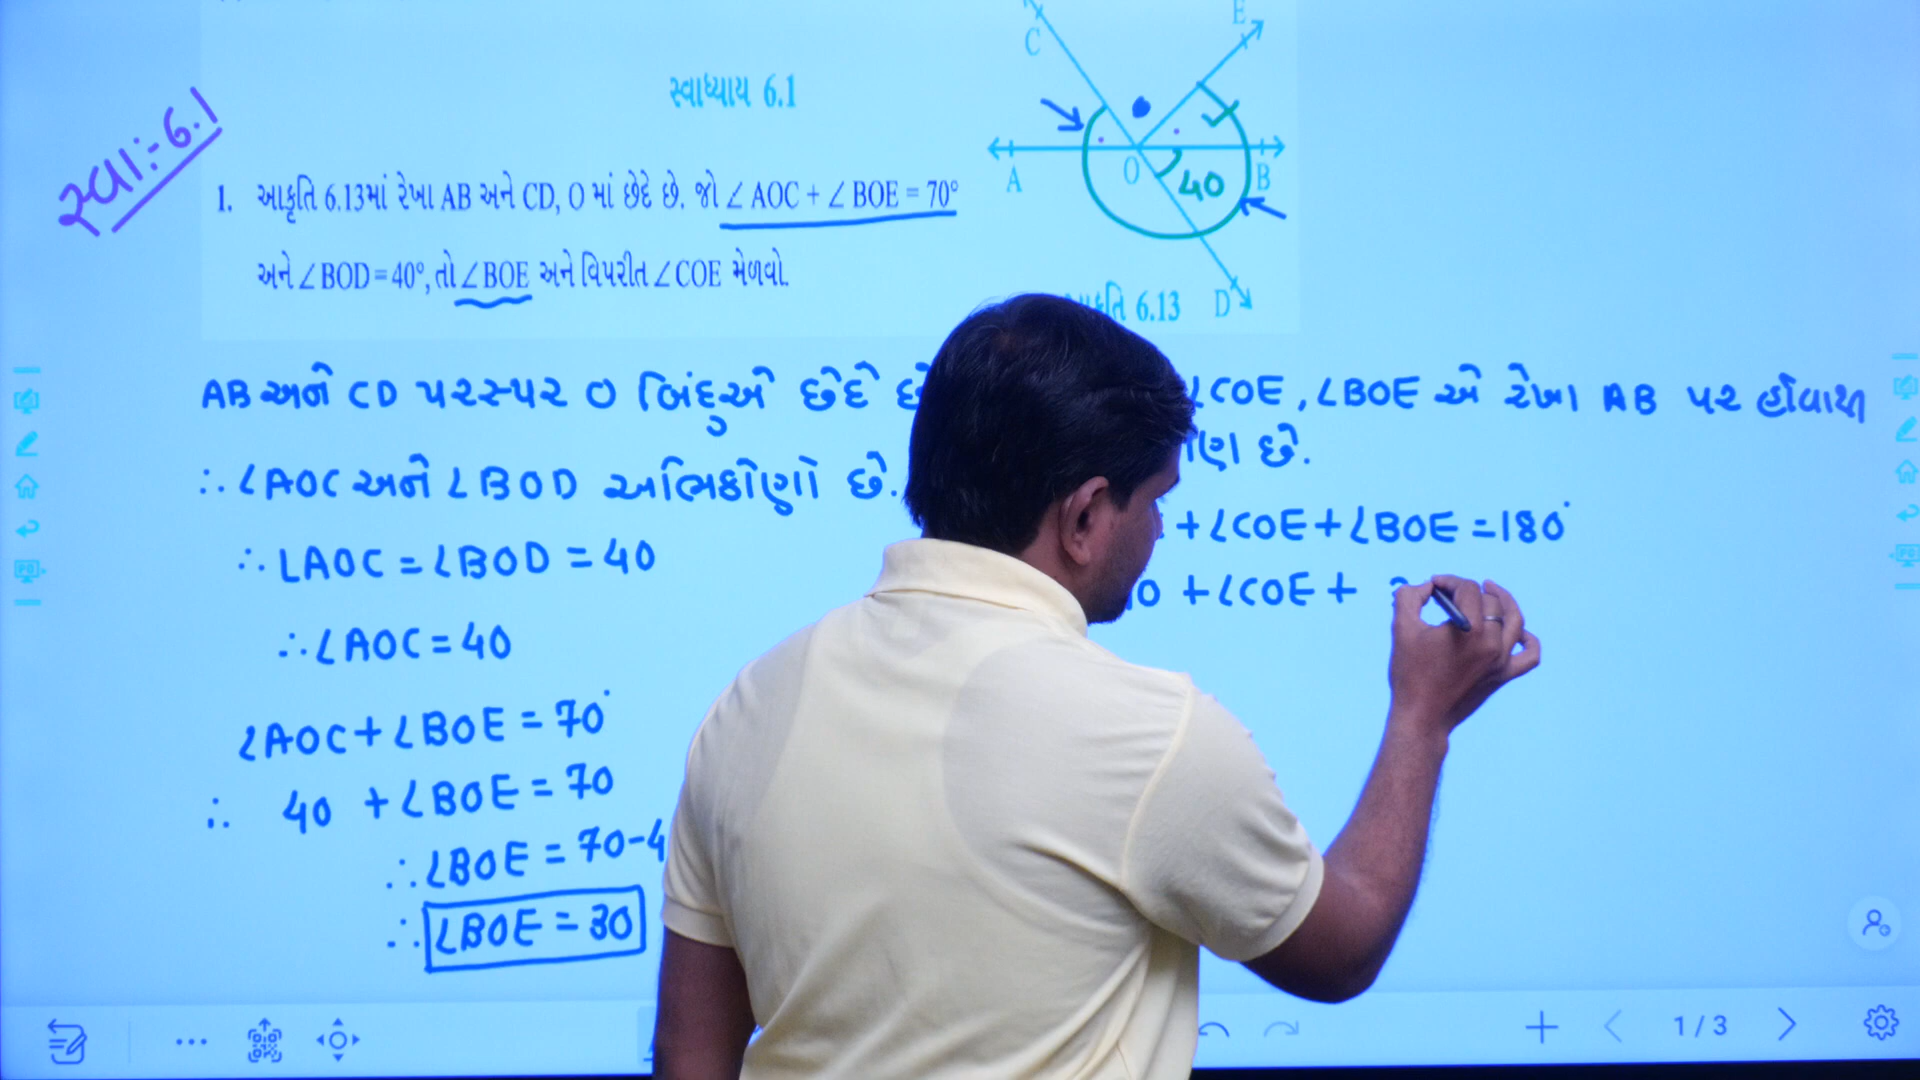 E
C
સ્વાધ્યાય 6.1
સ્વા:-6.1
A O 40 B
1. આકૃતિ 6.13માં રેખા AB અને CD, O માં છેદે છે. જો ∠AOC + ∠BOE = 70°
અને ∠BOD = 40°, તો ∠BOE અને વિપરીત ∠COE મેળવો.
6.13 D
AB અને CD પરસ્પર O બિંદુએ છેદે
∴ ∠AOC અને ∠BOD અભિકોણો છે.
∴ ∠AOC = ∠BOD = 40
∴ ∠AOC = 40
∠AOC + ∠BOE = 70°
∴ 40 + ∠BOE = 70
∴ ∠BOE = 70-4
∴ ∠BOE = 30
∠COE, ∠BOE એ રેખા AB પર હોવાથી
છે.
+ ∠COE + ∠BOE = 180°
+ ∠COE +
1 / 3